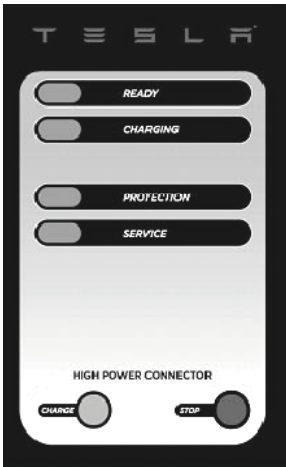 TESLA
READY
CHARGING
PROTECTION
SERVICE
HIGH POWER CONNECTOR
CHARGE
STOP